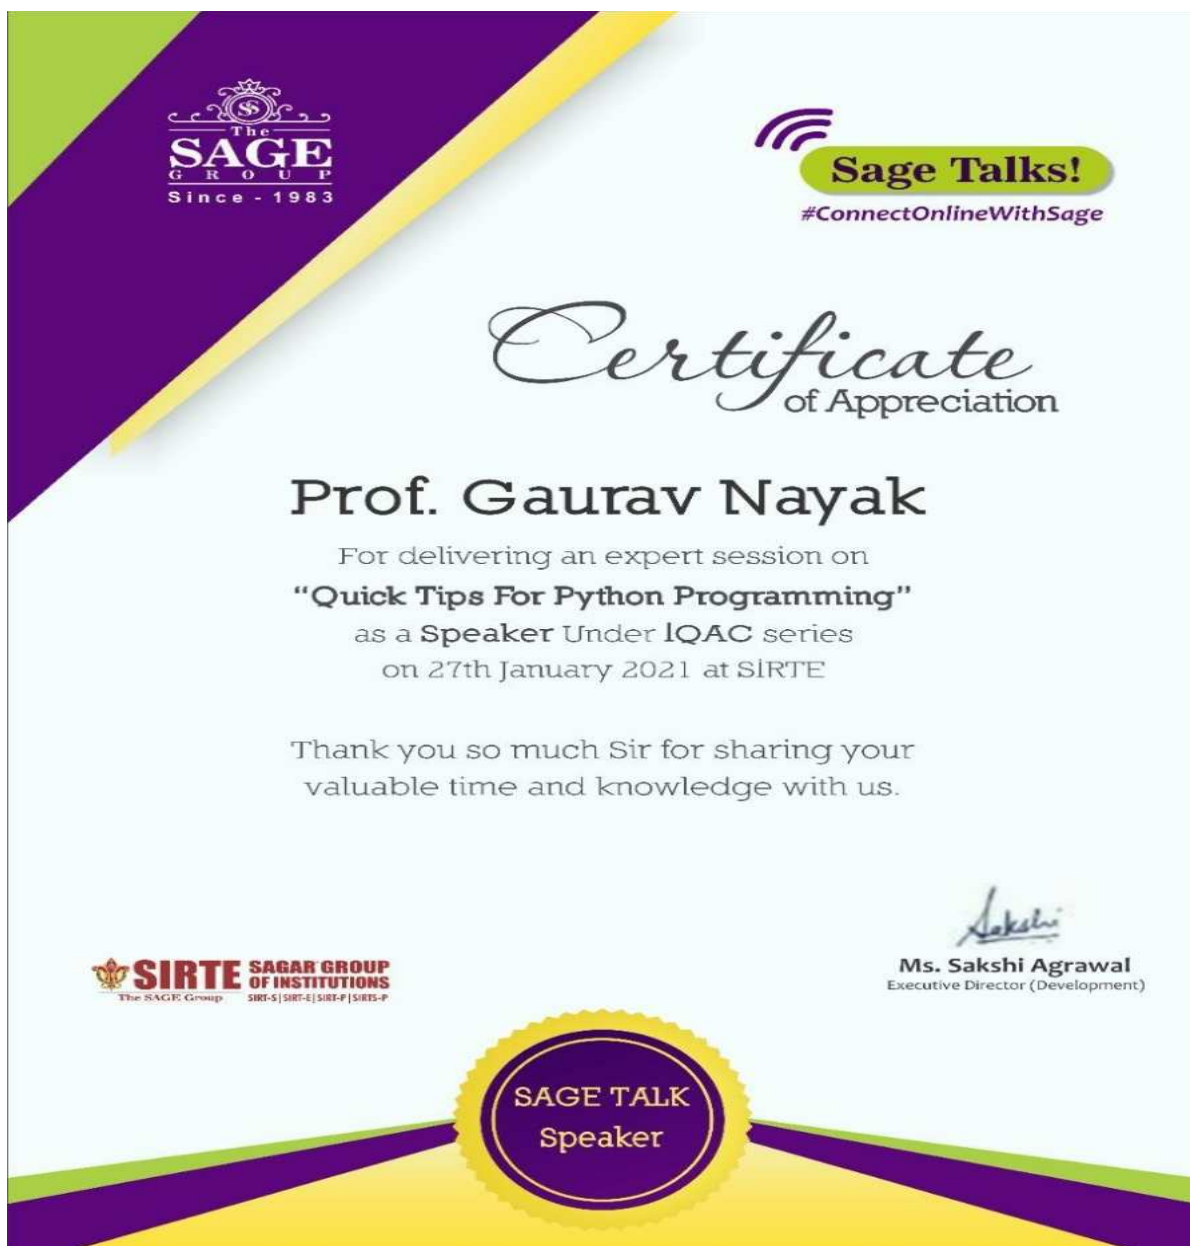 The
SAGE
GROUP
Since - 1983
Sage Talks!
#ConnectOnlineWithSage
Certificate
of Appreciation
Prof. Gaurav Nayak
For delivering an expert session on
“Quick Tips For Python Programming”
as a Speaker Under IQAC series
on 27th January 2021 at SIRTE
Thank you so much Sir for sharing your
valuable time and knowledge with us.
Sakshi
Ms. Sakshi Agrawal
Executive Director (Development)
SIRTE
The SAGE Group
SAGAR GROUP
OF INSTITUTIONS
SIRT-S | SIRT-E | SIRT-P | SIRTS-P
SAGE TALK
Speaker